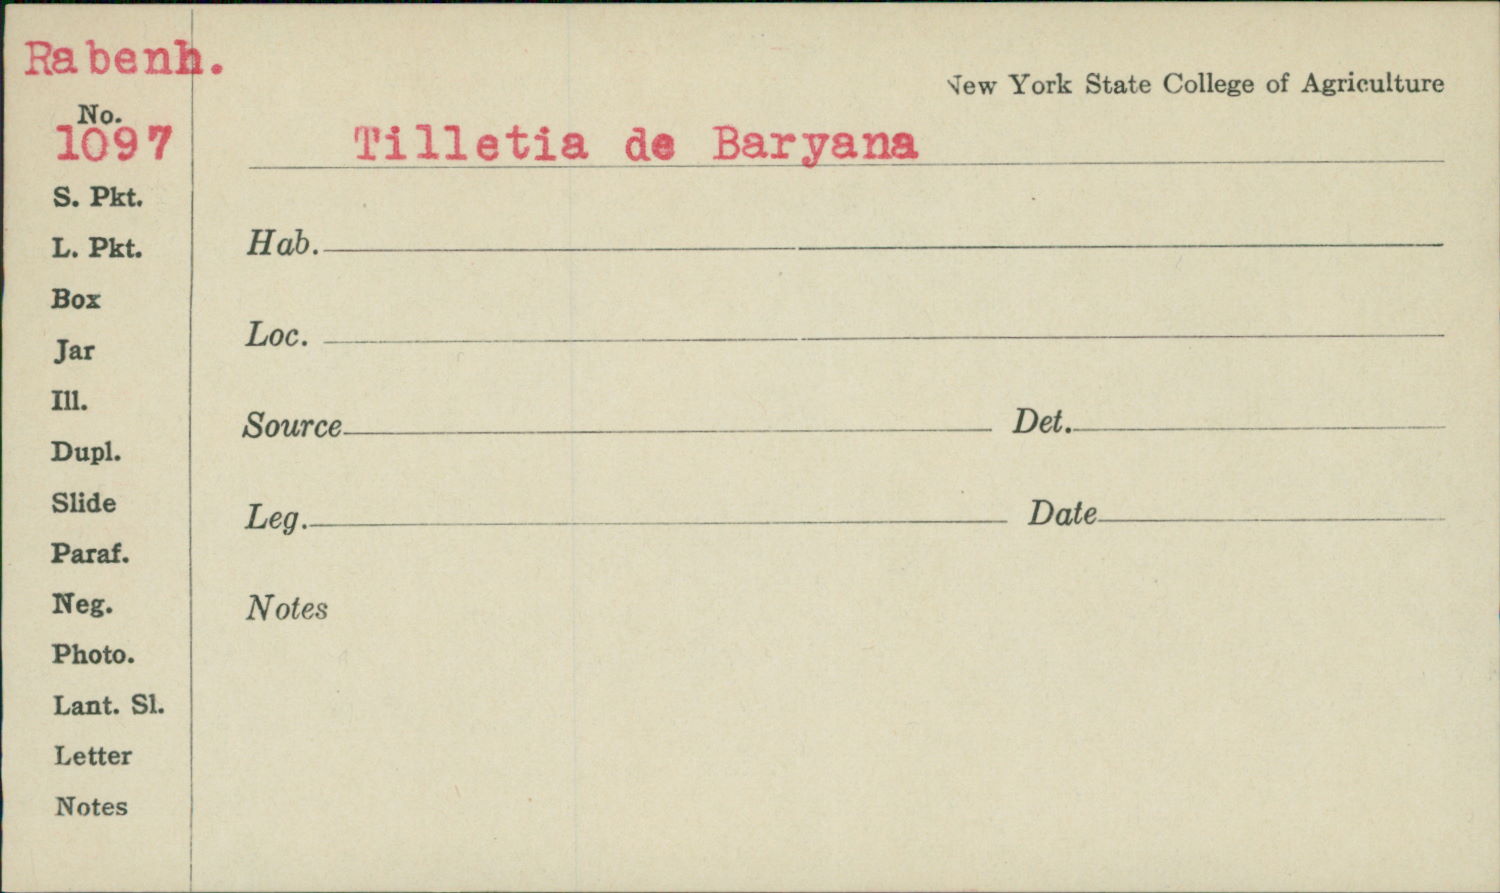 Rabenh.
New York State College of Agriculture
No.
1097
Tilletia de Baryana
S. Pkt.
L. Pkt.
Box
Jar
Ill.
Dupl.
Slide
Paraf.
Neg.
Photo.
Lant. Sl.
Letter
Notes
Hab.
Loc.
Source Det.
Leg. Date
Notes